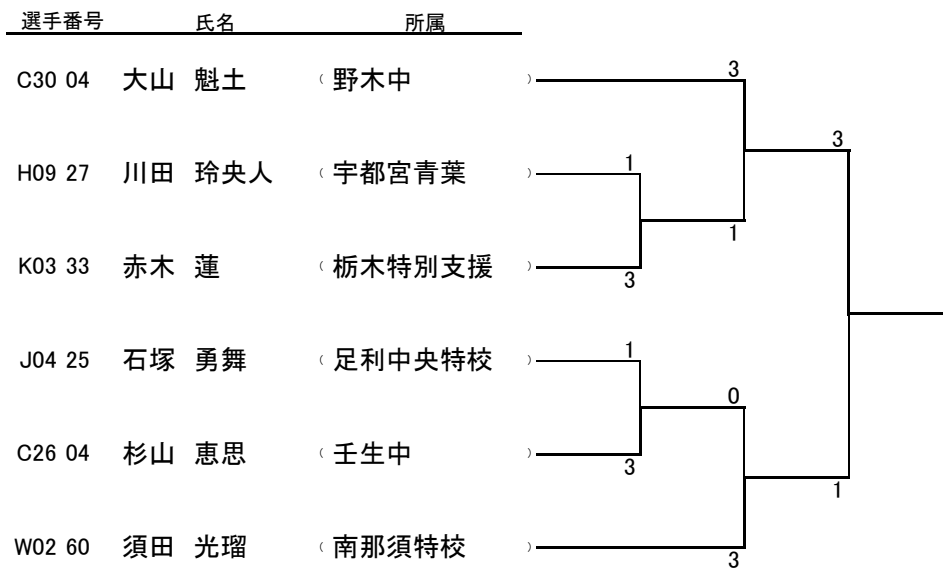 選手番号 氏名 所属
C30 04 大山 魁土 （ 野木中 ） 3
3
H09 27 川田 玲央人 （ 宇都宮青葉 ） 1
1
K03 33 赤木 蓮 （ 栃木特別支援 ） 3
J04 25 石塚 勇舞 （ 足利中央特校 ） 1
0
C26 04 杉山 恵思 （ 壬生中 ） 3
1
W02 60 須田 光瑠 （ 南那須特校 ） 3